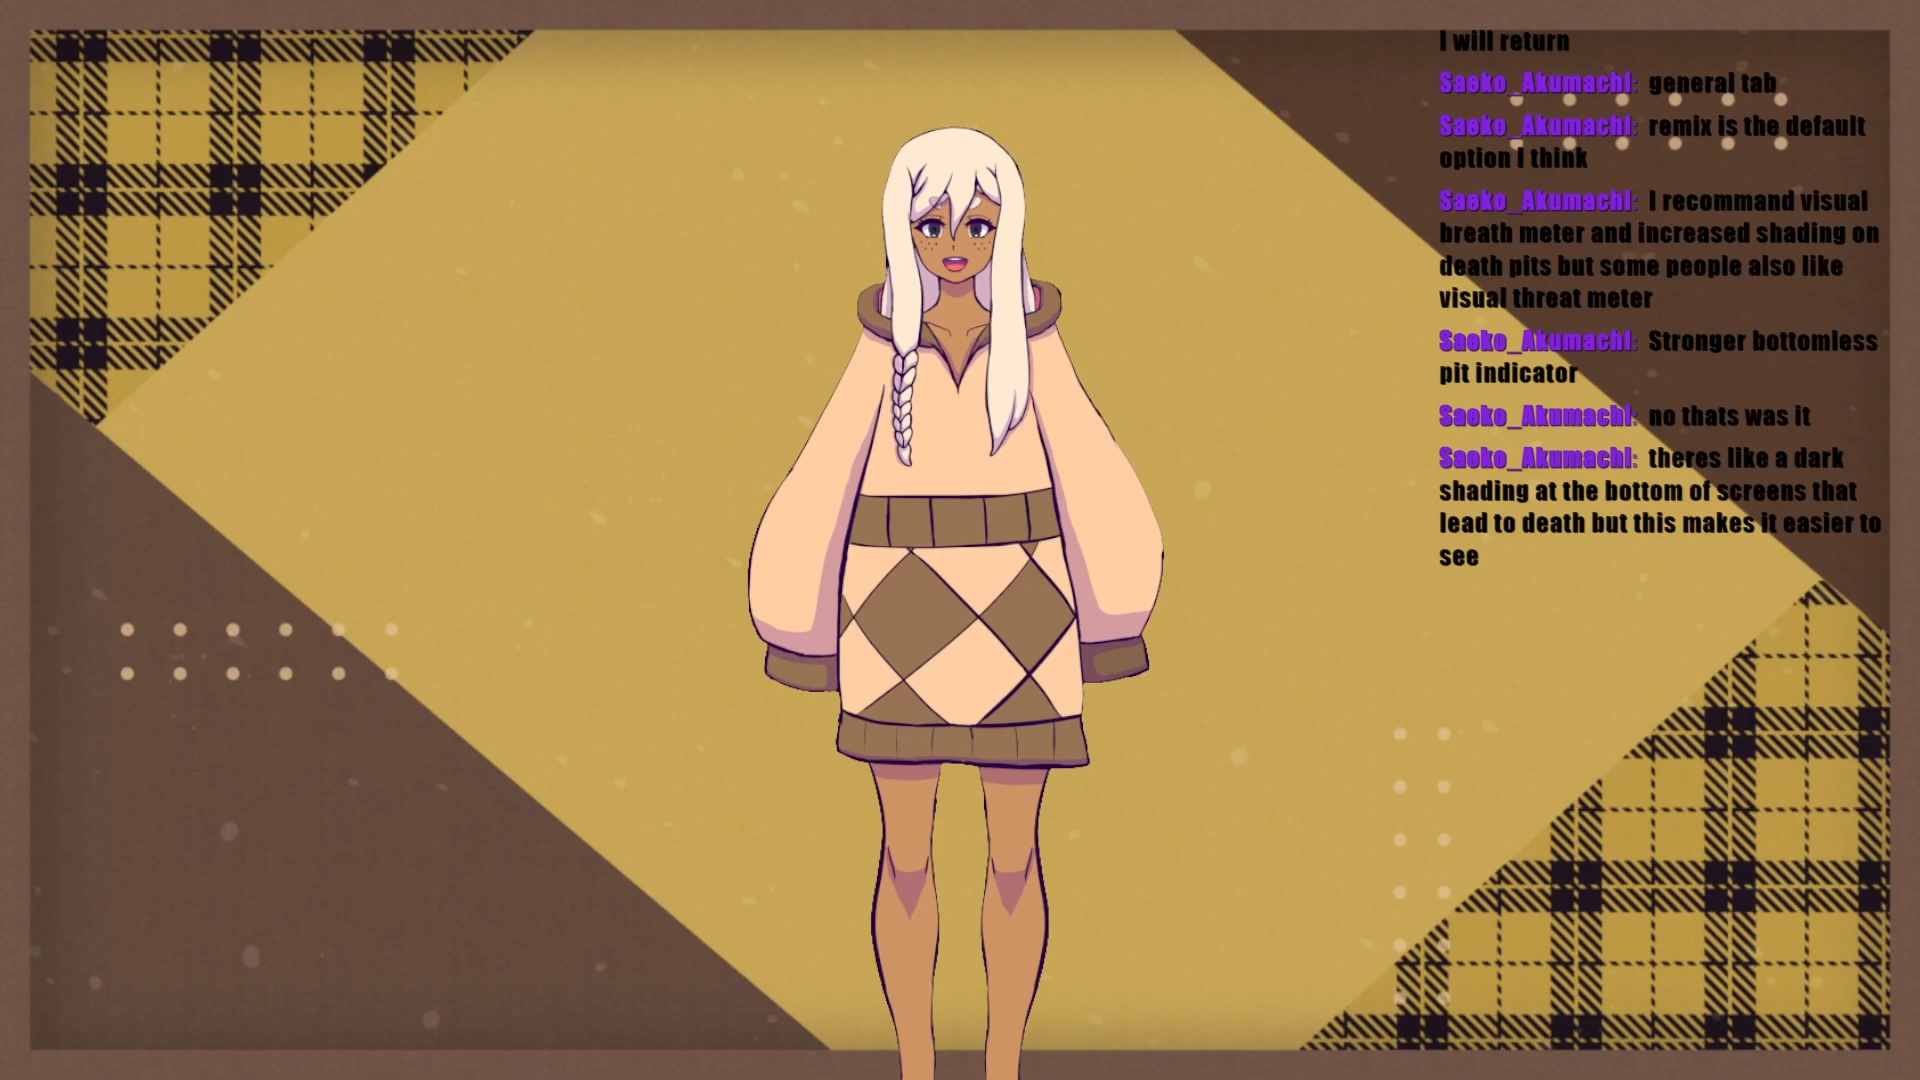 I will return
Saeko_Akumachi: general tab
Saeko_Akumachi: remix is the default
option I think
Saeko_Akumachi: I recommand visual
breath meter and increased shading on
death pits but some people also like
visual threat meter
Saeko_Akumachi: Stronger bottomless
pit indicator
Saeko_Akumachi: no thats was it
Saeko_Akumachi: theres like a dark
shading at the bottom of screens that
lead to death but this makes it easier to
see